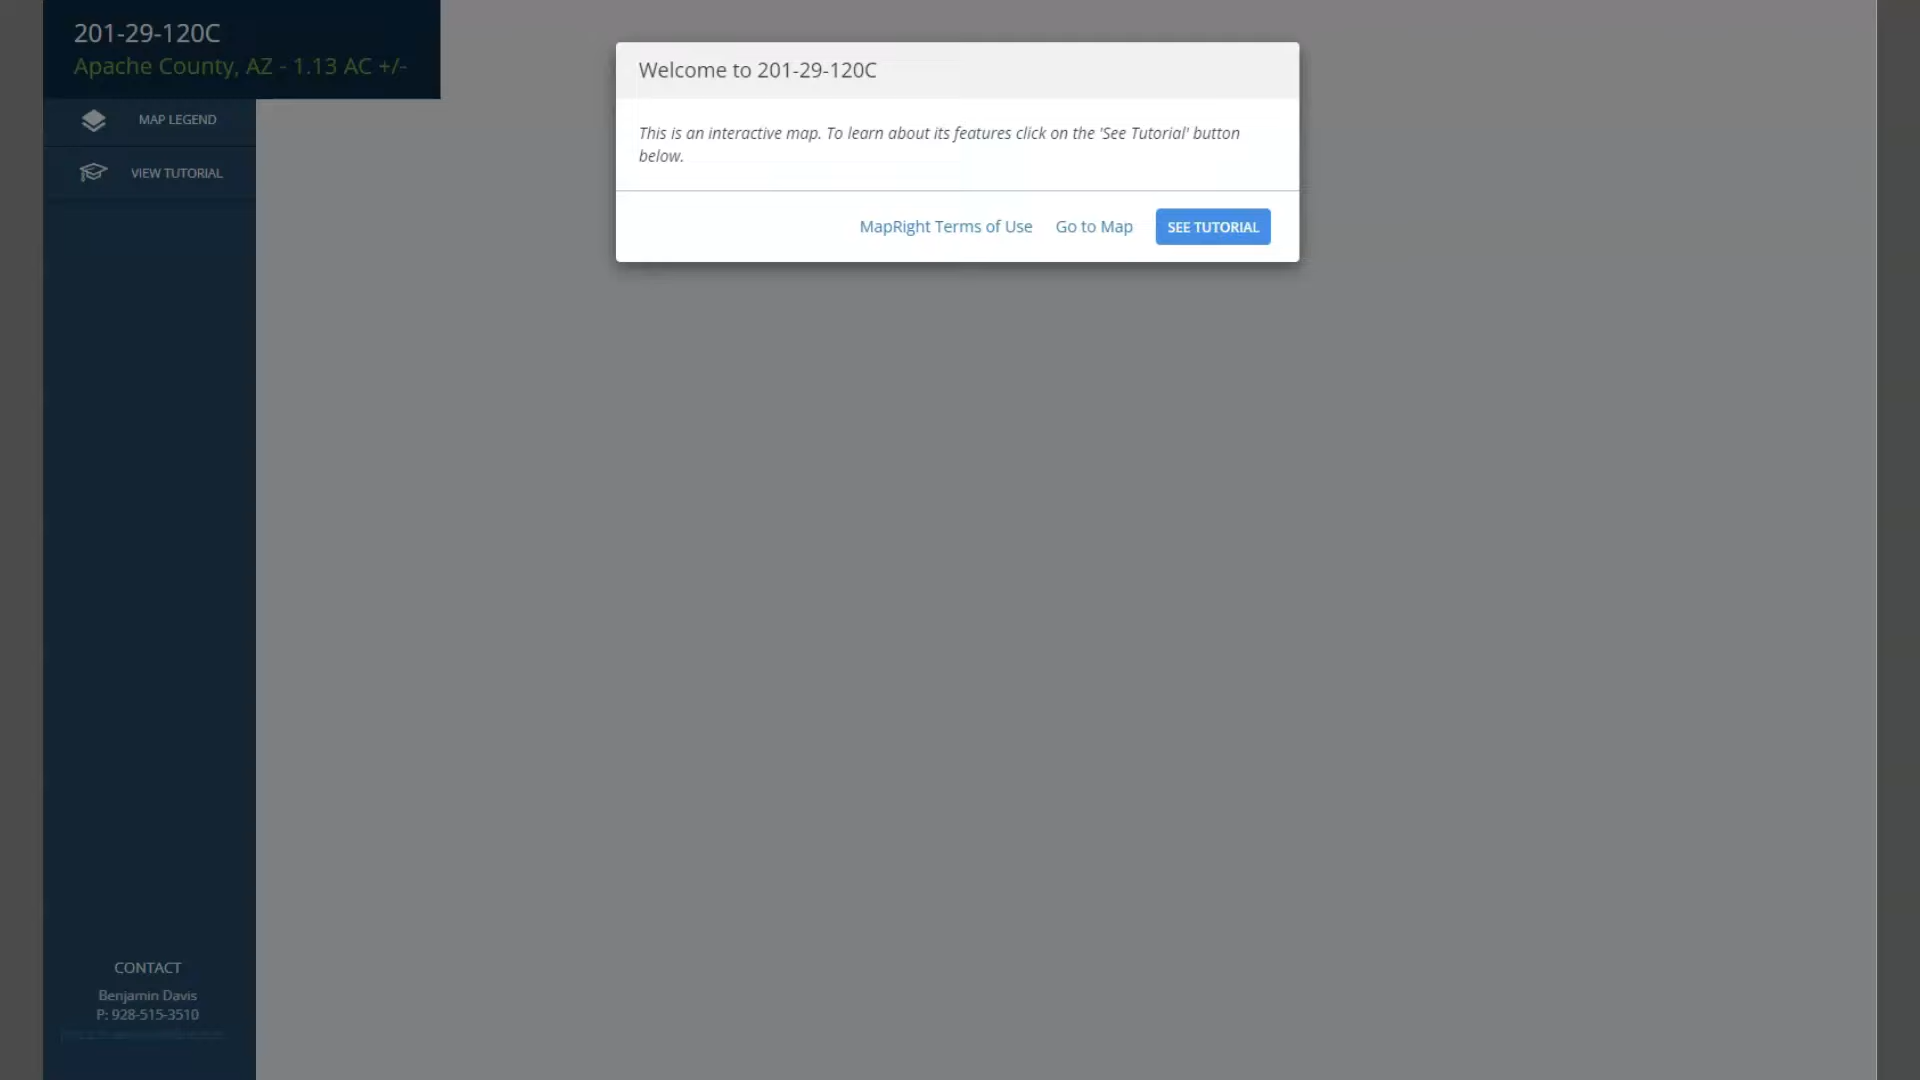 201-29-120C
Apache County, AZ - 1.13 AC +/-
MAP LEGEND
VIEW TUTORIAL
Welcome to 201-29-120C
This is an interactive map. To learn about its features click on the 'See Tutorial' button
below.
MapRight Terms of Use Go to Map SEE TUTORIAL
CONTACT
Benjamin Davis
P: 928-515-3510